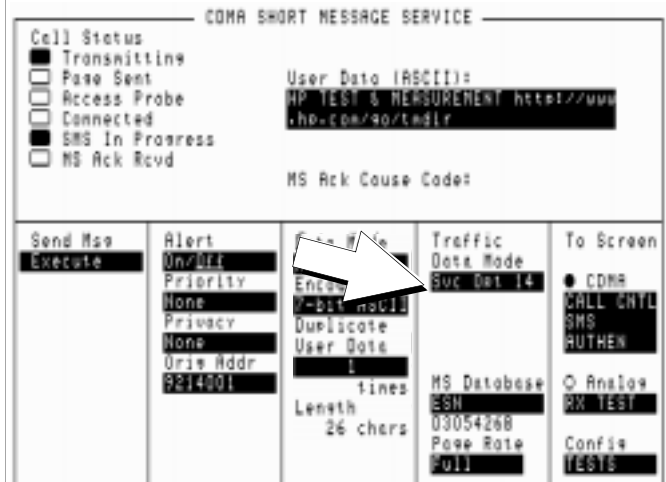 CDMA SHORT MESSAGE SERVICE
Call Status
Transmitting
Page Sent
Access Probe
Connected
SMS In Progress
MS Ack Rcvd
User Data (ASCII):
HP TEST & MEASUREMENT http://www
.hp.com/go/tmdir
MS Ack Cause Code:
Send Msg
Execute
Alert
On/Off
Priority
None
Privacy
None
Orig Addr
9214001
Data Mode
7-bit ASCII
Duplicate
User Data
1
times
Length
26 chars
Traffic
Data Mode
Svc Opt 14
MS Database
ESN
03054268
Page Rate
Full
To Screen
CDMA
CALL CNTL
SMS
AUTHEN
Analog
RX TEST
Config
TESTS